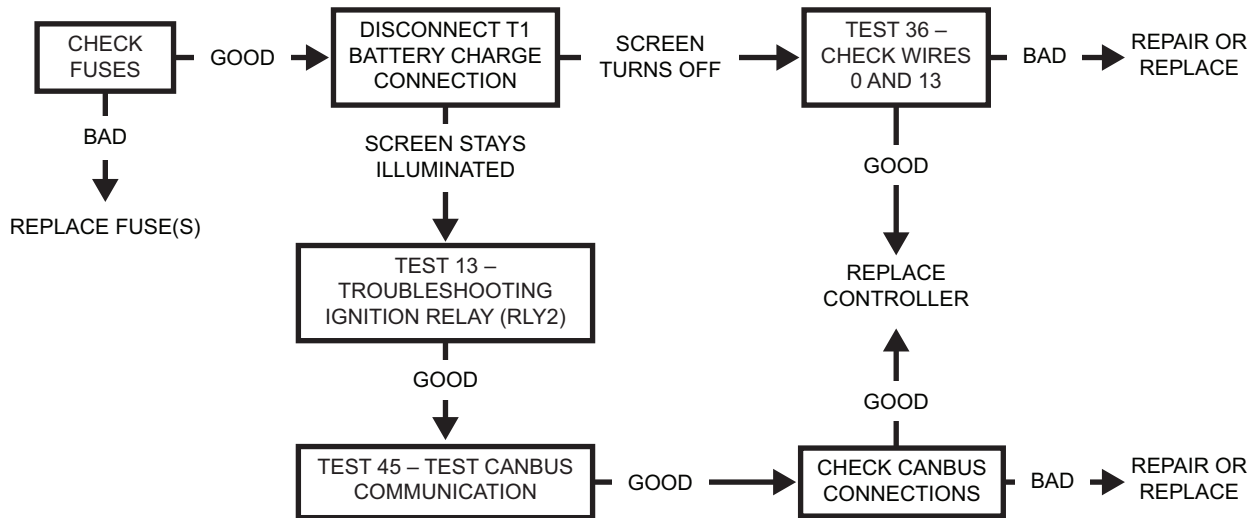 CHECK
FUSES
GOOD
DISCONNECT T1
BATTERY CHARGE
CONNECTION
SCREEN
TURNS OFF
TEST 36 –
CHECK WIRES
0 AND 13
BAD
REPAIR OR
REPLACE
BAD
REPLACE FUSE(S)
SCREEN STAYS
ILLUMINATED
GOOD
TEST 13 –
TROUBLESHOOTING
IGNITION RELAY (RLY2)
REPLACE
CONTROLLER
GOOD
GOOD
TEST 45 – TEST CANBUS
COMMUNICATION
GOOD
CHECK CANBUS
CONNECTIONS
BAD
REPAIR OR
REPLACE